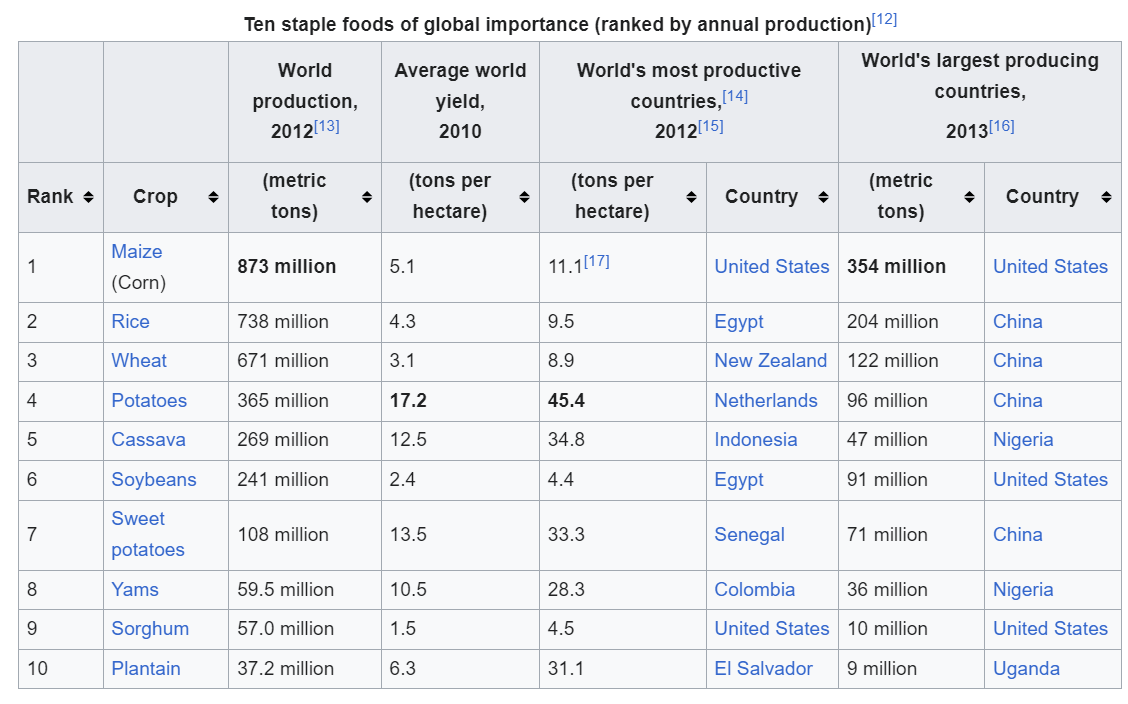 Ten staple foods of global importance (ranked by annual production)[12]
World production, 2012[13] Average world yield, 2010 World's most productive countries,[14] 2012[15] World's largest producing countries, 2013[16]
Rank Crop (metric tons) (tons per hectare) (tons per hectare) Country (metric tons) Country
1 Maize (Corn) 873 million 5.1 11.1[17] United States 354 million United States
2 Rice 738 million 4.3 9.5 Egypt 204 million China
3 Wheat 671 million 3.1 8.9 New Zealand 122 million China
4 Potatoes 365 million 17.2 45.4 Netherlands 96 million China
5 Cassava 269 million 12.5 34.8 Indonesia 47 million Nigeria
6 Soybeans 241 million 2.4 4.4 Egypt 91 million United States
7 Sweet potatoes 108 million 13.5 33.3 Senegal 71 million China
8 Yams 59.5 million 10.5 28.3 Colombia 36 million Nigeria
9 Sorghum 57.0 million 1.5 4.5 United States 10 million United States
10 Plantain 37.2 million 6.3 31.1 El Salvador 9 million Uganda